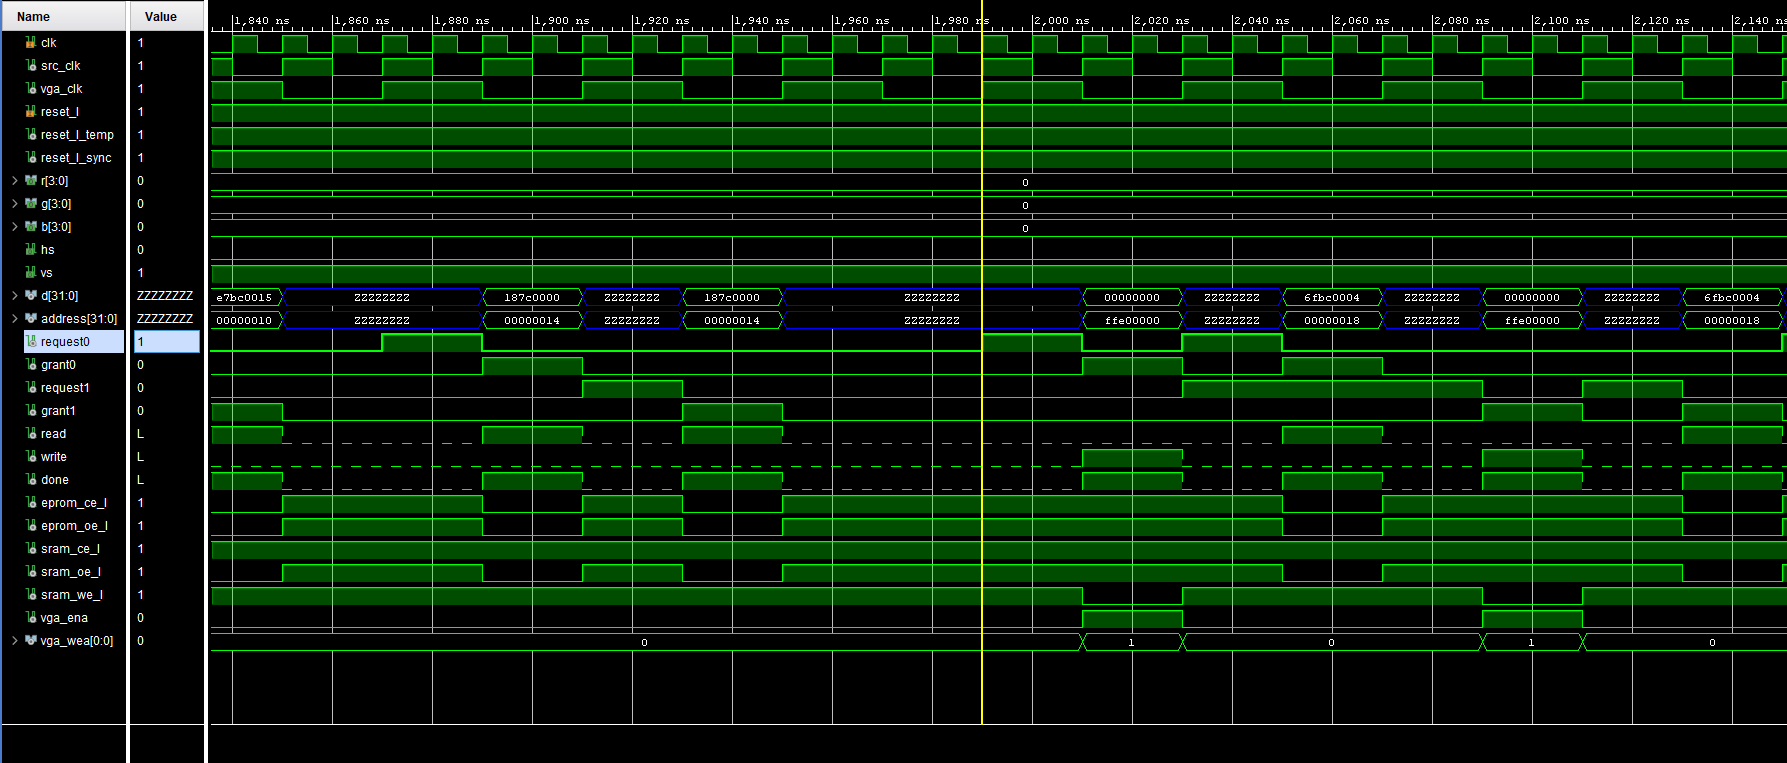 Name Value 1,840 ns 1,860 ns 1,880 ns 1,900 ns 1,920 ns 1,940 ns 1,960 ns 1,980 ns 2,000 ns 2,020 ns 2,040 ns 2,060 ns 2,080 ns 2,100 ns 2,120 ns 2,140 ns
clk 1
src_clk 1
vga_clk 1
reset_l 1
reset_l_temp 1
reset_l_sync 1
r[3:0] 0 0
g[3:0] 0 0
b[3:0] 0 0
hs 0
vs 1
d[31:0] ZZZZZZZZ e7bc0015 ZZZZZZZZ 187c0000 ZZZZZZZZ 187c0000 ZZZZZZZZ 00000000 ZZZZZZZZ 6fbc0004 ZZZZZZZZ 00000000 ZZZZZZZZ 6fbc0004
address[31:0] ZZZZZZZZ 00000010 ZZZZZZZZ 00000014 ZZZZZZZZ 00000014 ZZZZZZZZ ffe00000 ZZZZZZZZ 00000018 ZZZZZZZZ ffe00000 ZZZZZZZZ 00000018
request0 1
grant0 0
request1 0
grant1 0
read L
write L
done L
eprom_ce_l 1
eprom_oe_l 1
sram_ce_l 1
sram_oe_l 1
sram_we_l 1
vga_ena 0
vga_wea[0:0] 0 0 1 0 1 0